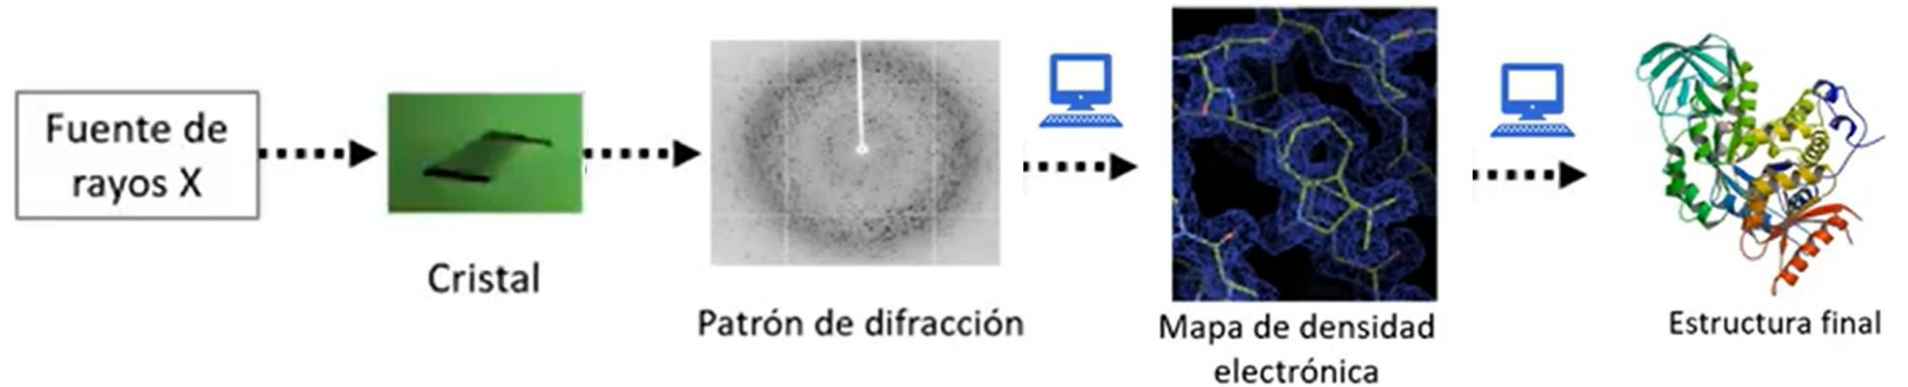 Fuente de
rayos X
Cristal
Patrón de difracción
Mapa de densidad
electrónica
Estructura final